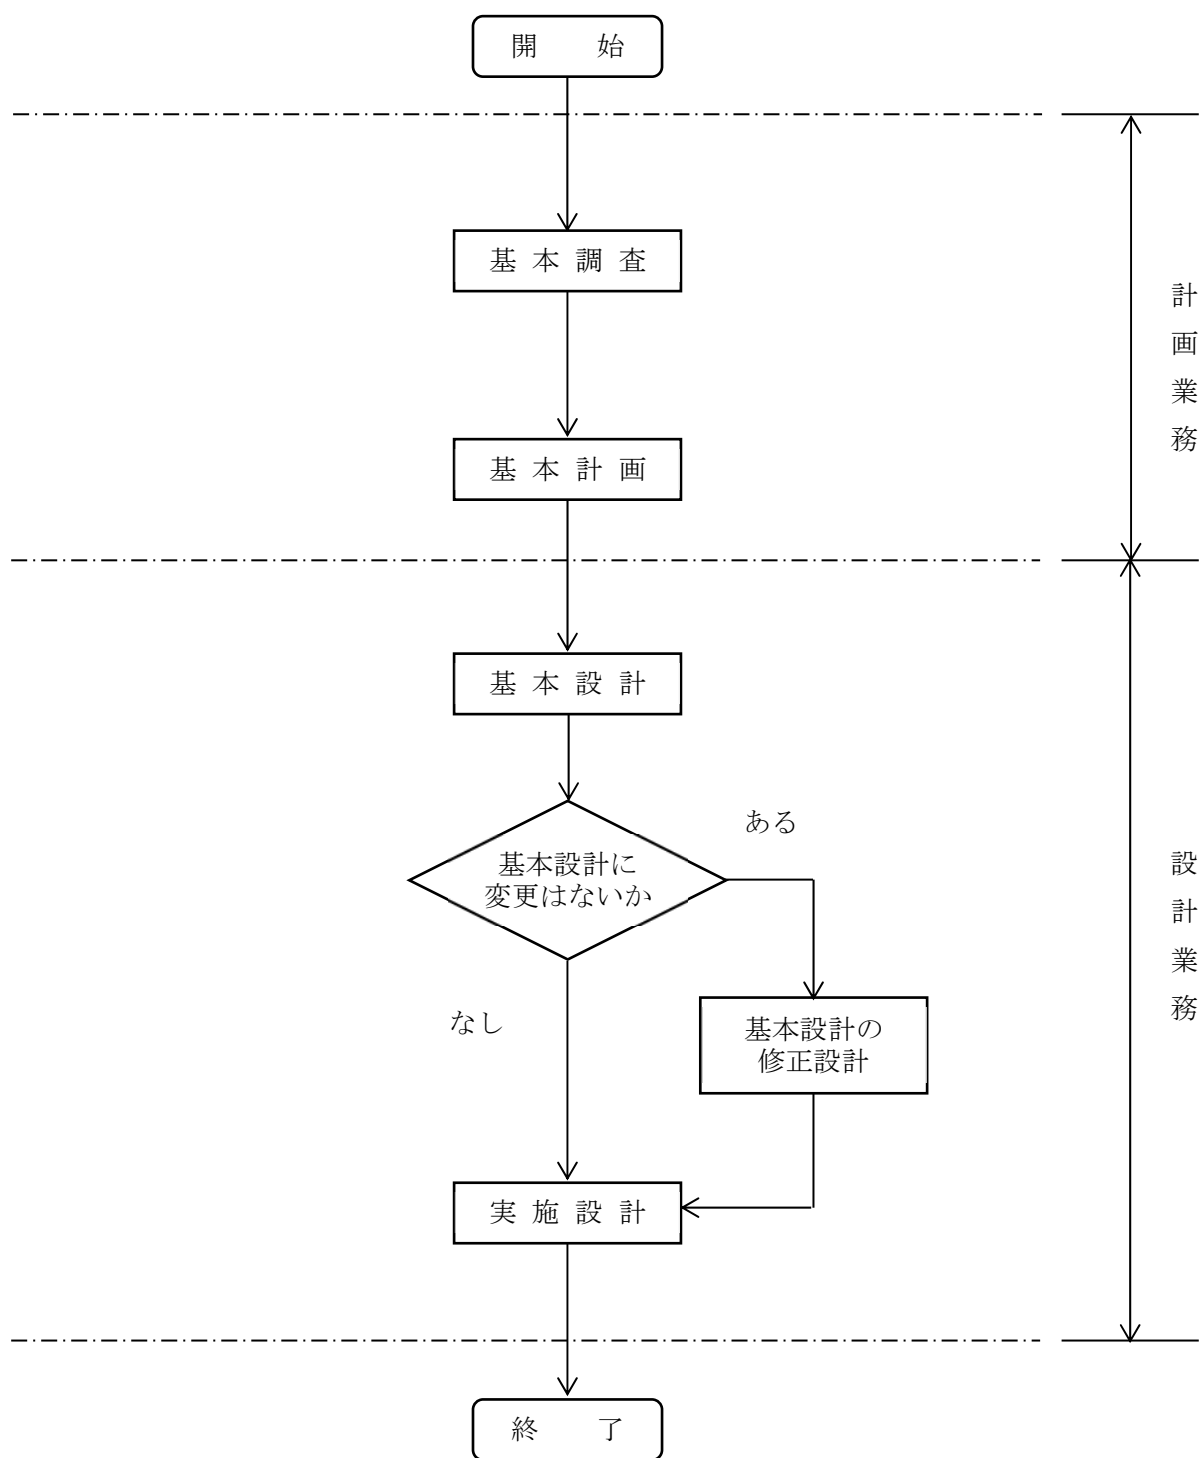 開始
基本調査
基本計画
計画業務
基本設計
ある
基本設計に
変更はないか
設計業務
なし
基本設計の
修正設計
実施設計
終了